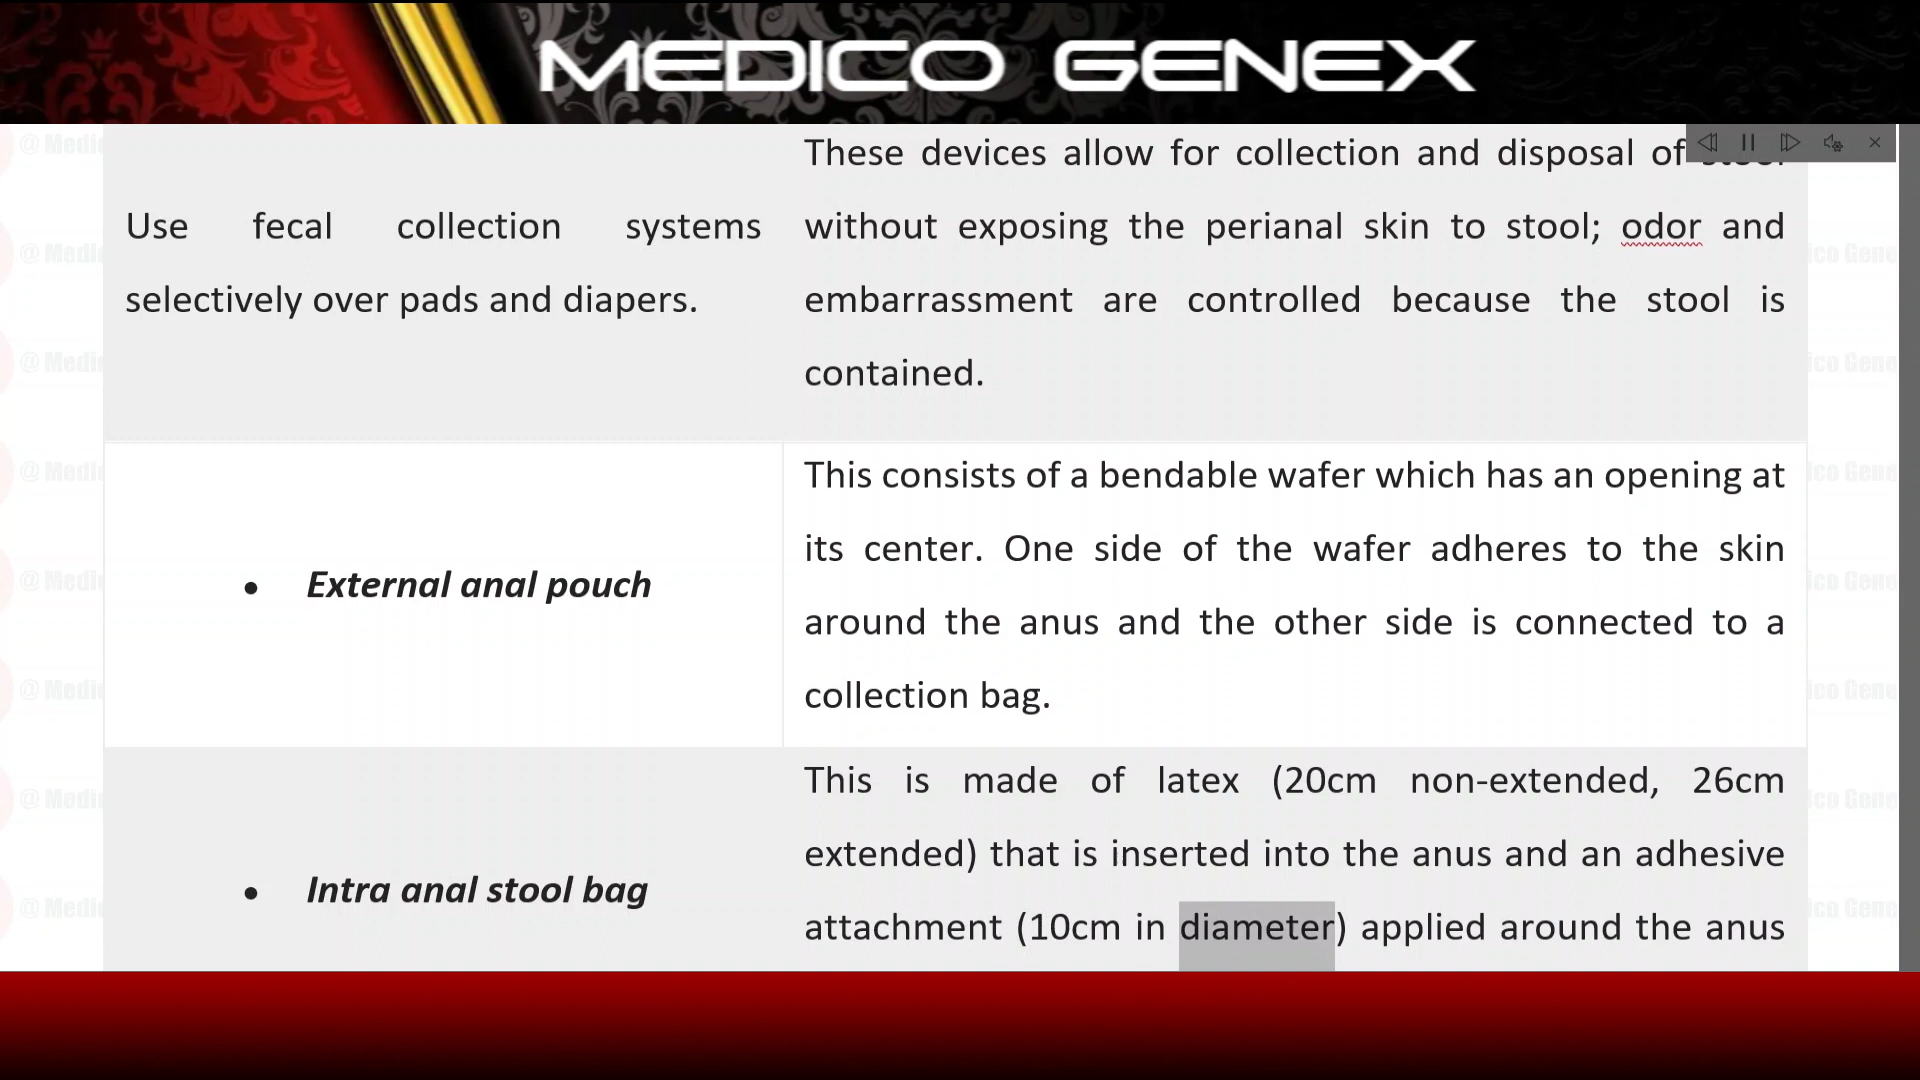 MEDICO GENEX
These devices allow for collection and disposal of stool
Use fecal collection systems
without exposing the perianal skin to stool; odor and
selectively over pads and diapers.
embarrassment are controlled because the stool is
contained.
This consists of a bendable wafer which has an opening at
its center. One side of the wafer adheres to the skin
• External anal pouch
around the anus and the other side is connected to a
collection bag.
This is made of latex (20cm non-extended, 26cm
extended) that is inserted into the anus and an adhesive
• Intra anal stool bag
attachment (10cm in diameter) applied around the anus